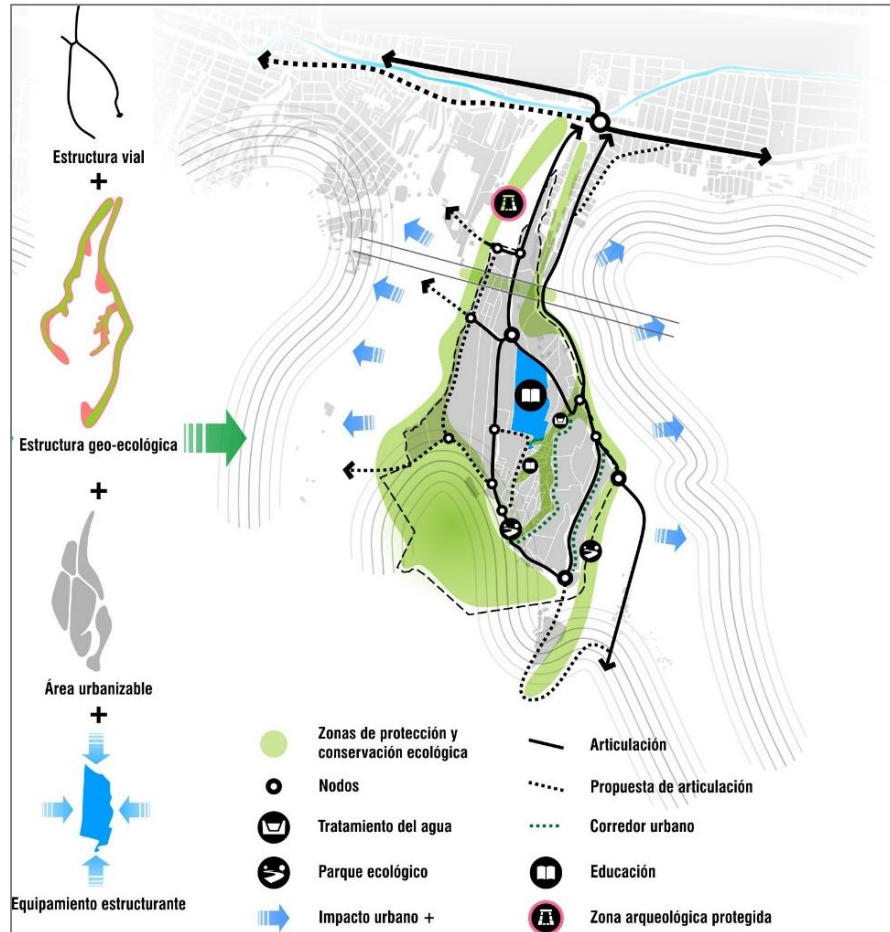 Estructura vial
+
Estructura geo-ecológica
+
Área urbanizable
+
Equipamiento estructurante
Zonas de protección y
conservación ecológica
Nodos
Tratamiento del agua
Parque ecológico
Impacto urbano +
Articulación
Propuesta de articulación
Corredor urbano
Educación
Zona arqueológica protegida